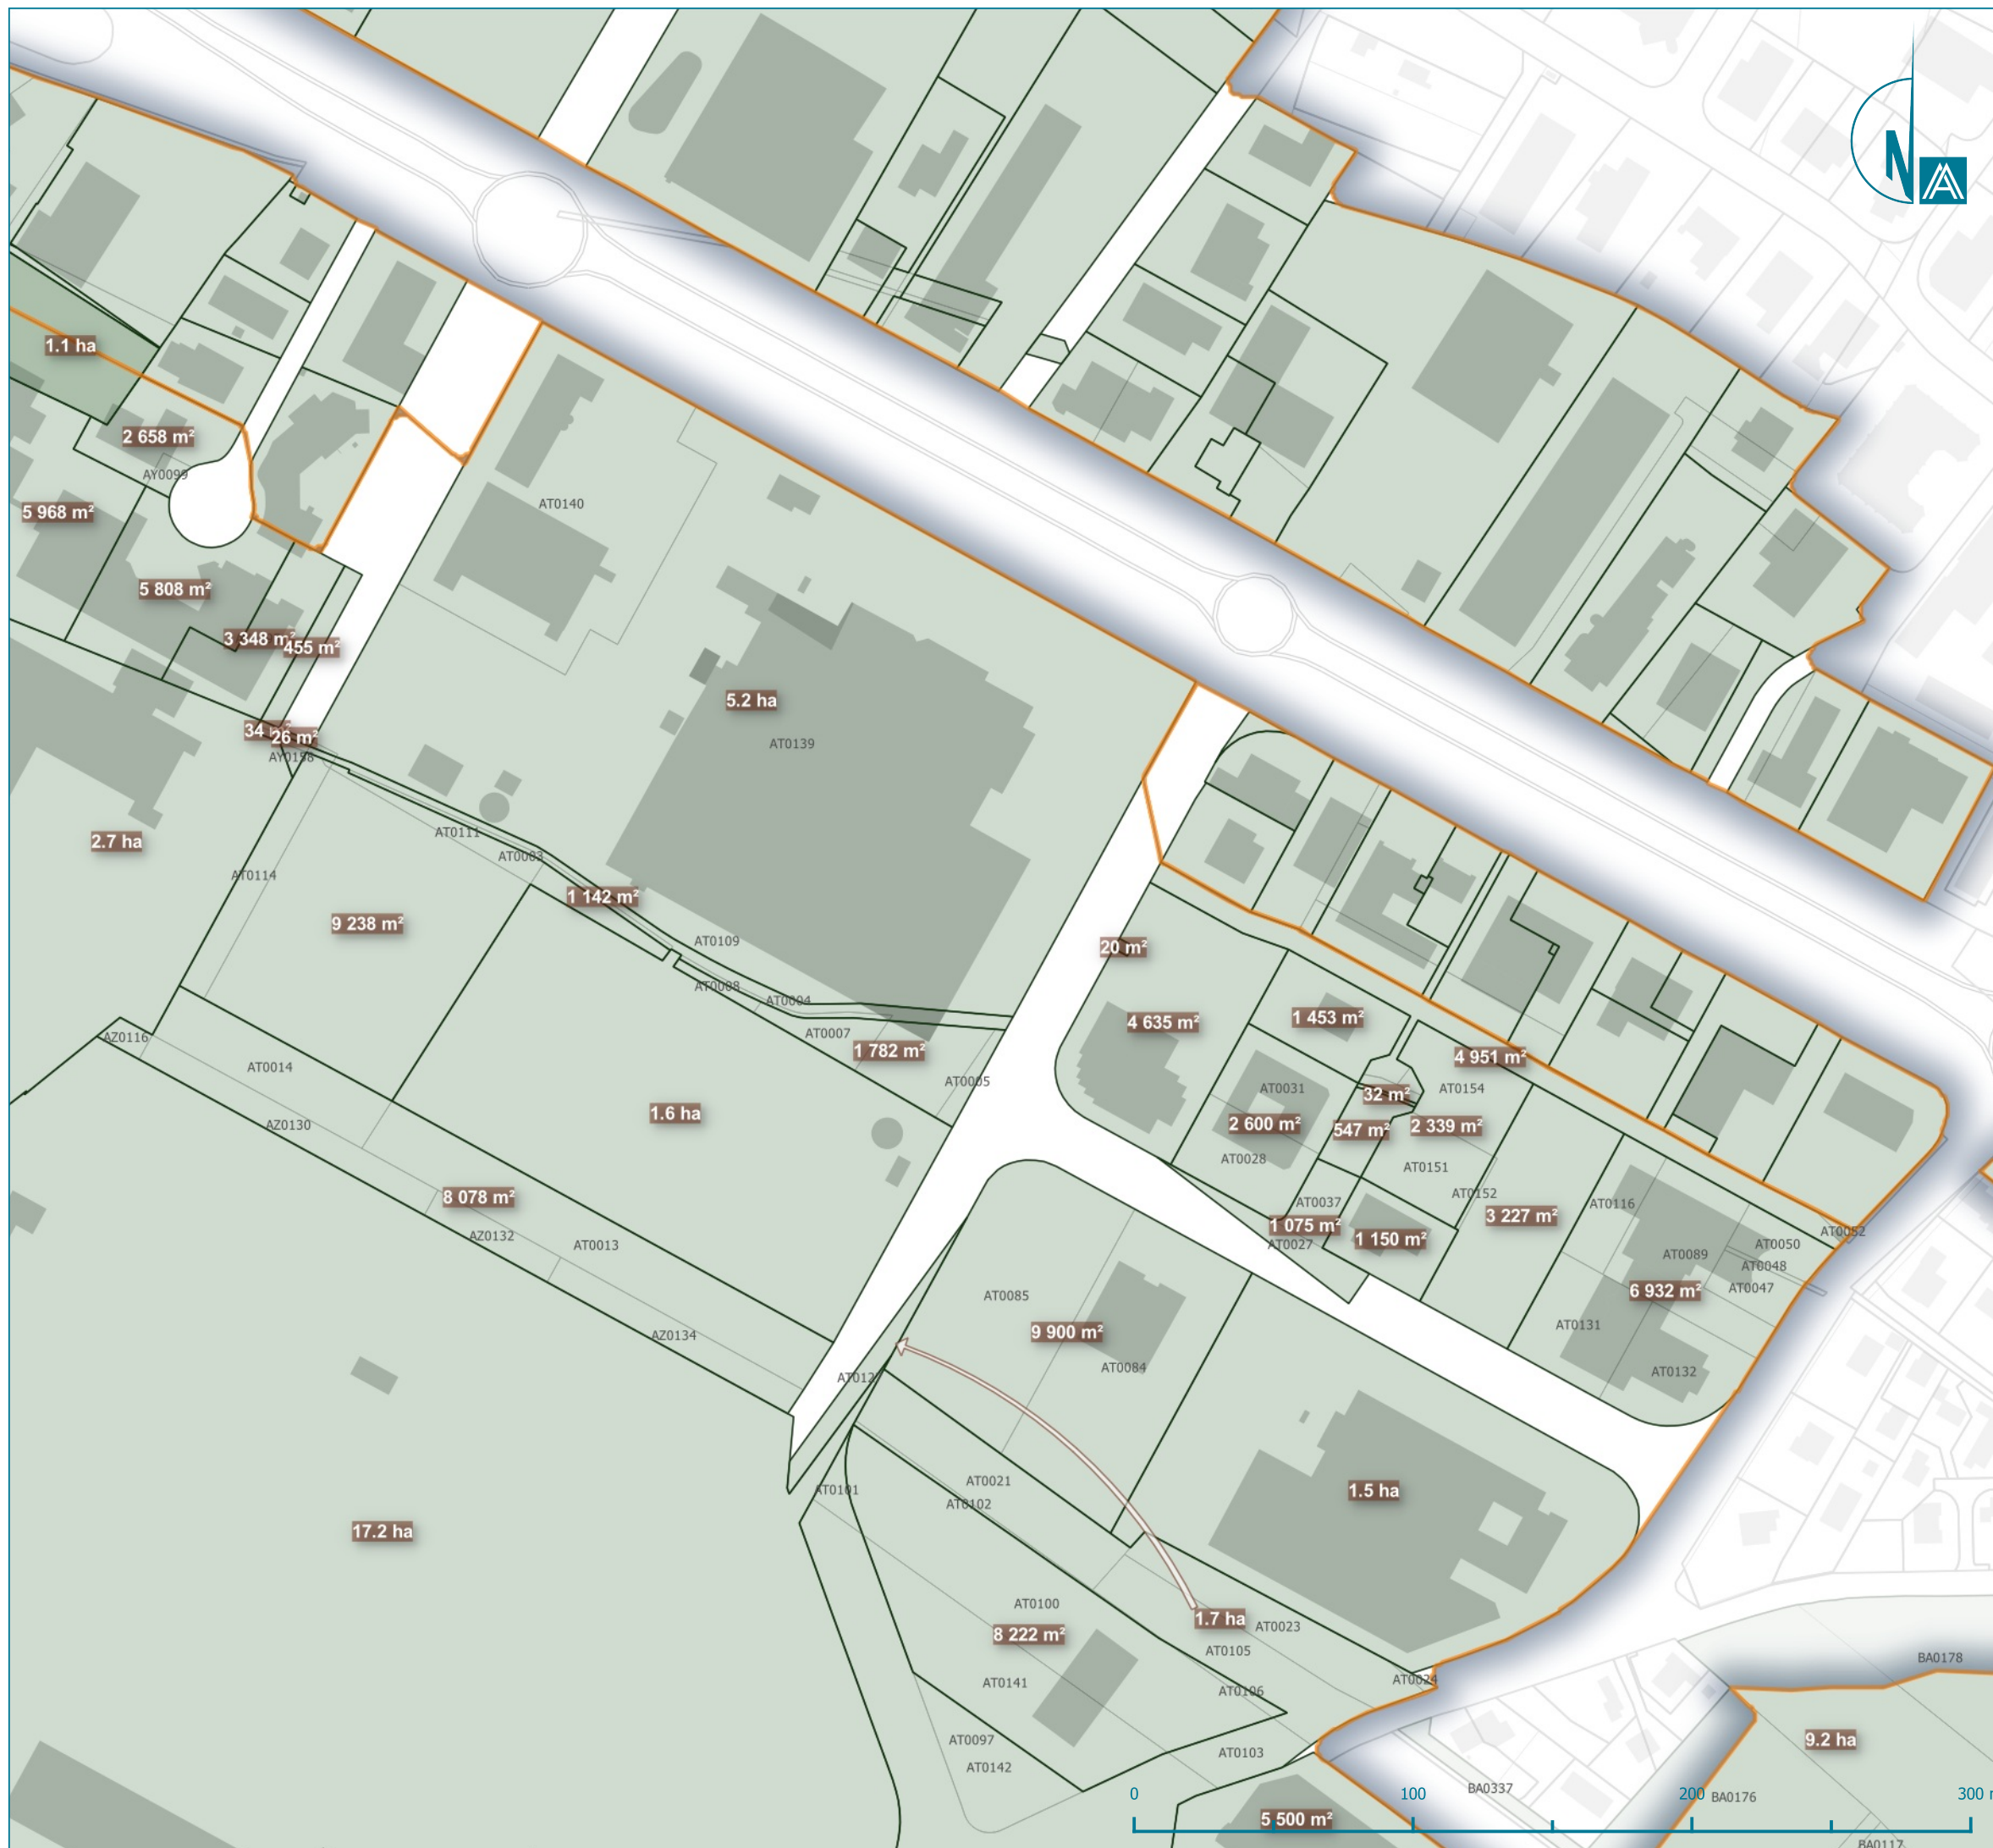 N
1.1 ha
2 658 m²
AY0099
5 968 m²
AT0140
5 808 m²
3 348 m²
455 m²
5.2 ha
AT0139
34
26 m²
AY0158
2.7 ha
AT0111
AT0003
AT0114
1 142 m²
9 238 m²
AT0109
20 m²
AT0008
AT0004
4 635 m²
1 453 m²
AZ0116
AT0007
1 782 m²
4 951 m²
AT0014
AT0005
AT0031
32 m²
AT0154
1.6 ha
AZ0130
2 600 m²
547 m²
2 339 m²
AT0028
AT0151
8 078 m²
AT0037
AT0152
AT0116
3 227 m²
1 075 m²
AT0027
1 150 m²
AT0052
AT0050
AZ0132
AT0013
AT0089
AT0048
AT0047
6 932 m²
AT0085
AT0131
AZ0134
9 900 m²
AT0084
AT0132
AT012
AT0021
AT0101
AT0102
1.5 ha
17.2 ha
AT0100
8 222 m²
1.7 ha
AT0023
AT0105
BA0178
AT0141
AT0106
AT0024
AT0097
AT0142
AT0103
9.2 ha
BA0337
BA0176
0 100 200 300 m
5 500 m²
BA0117